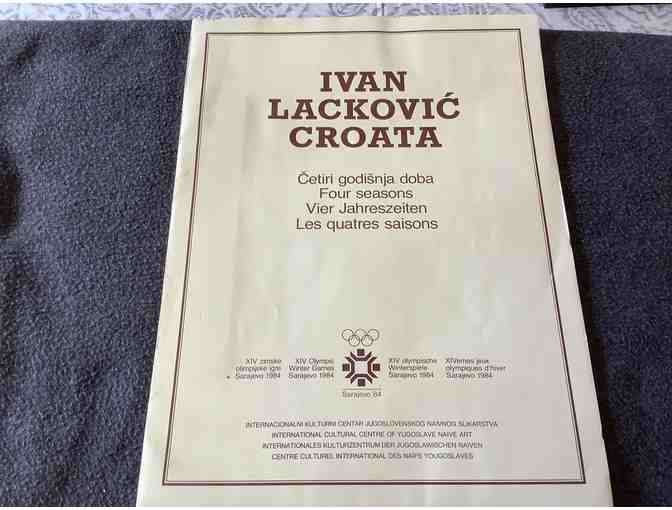 IVAN
LACKOVIĆ
CROATA
Četiri godišnja doba
Four seasons
Vier Jahreszeiten
Les quatres saisons
XIV zimske
olimpijske igre
Sarajevo 1984
XIV Olympic
Winter Games
Sarajevo 1984
Sarajevo '84
XIV olympische
Winterspiele
Sarajevo 1984
XIVemes jeux
olympiques d'hiver
Sarajevo 1984
INTERNACIONALNI KULTURNI CENTAR JUGOSLOVENSKOG NAIVNOG SLIKARSTVA
INTERNATIONAL CULTURAL CENTRE OF YUGOSLAVE NAIVE ART
INTERNATIONALES KULTURZENTRUM DER JUGOSLAWISCHEN NAIVEN
CENTRE CULTUREL INTERNATIONAL DES NAÏFS YOUGOSLAVES